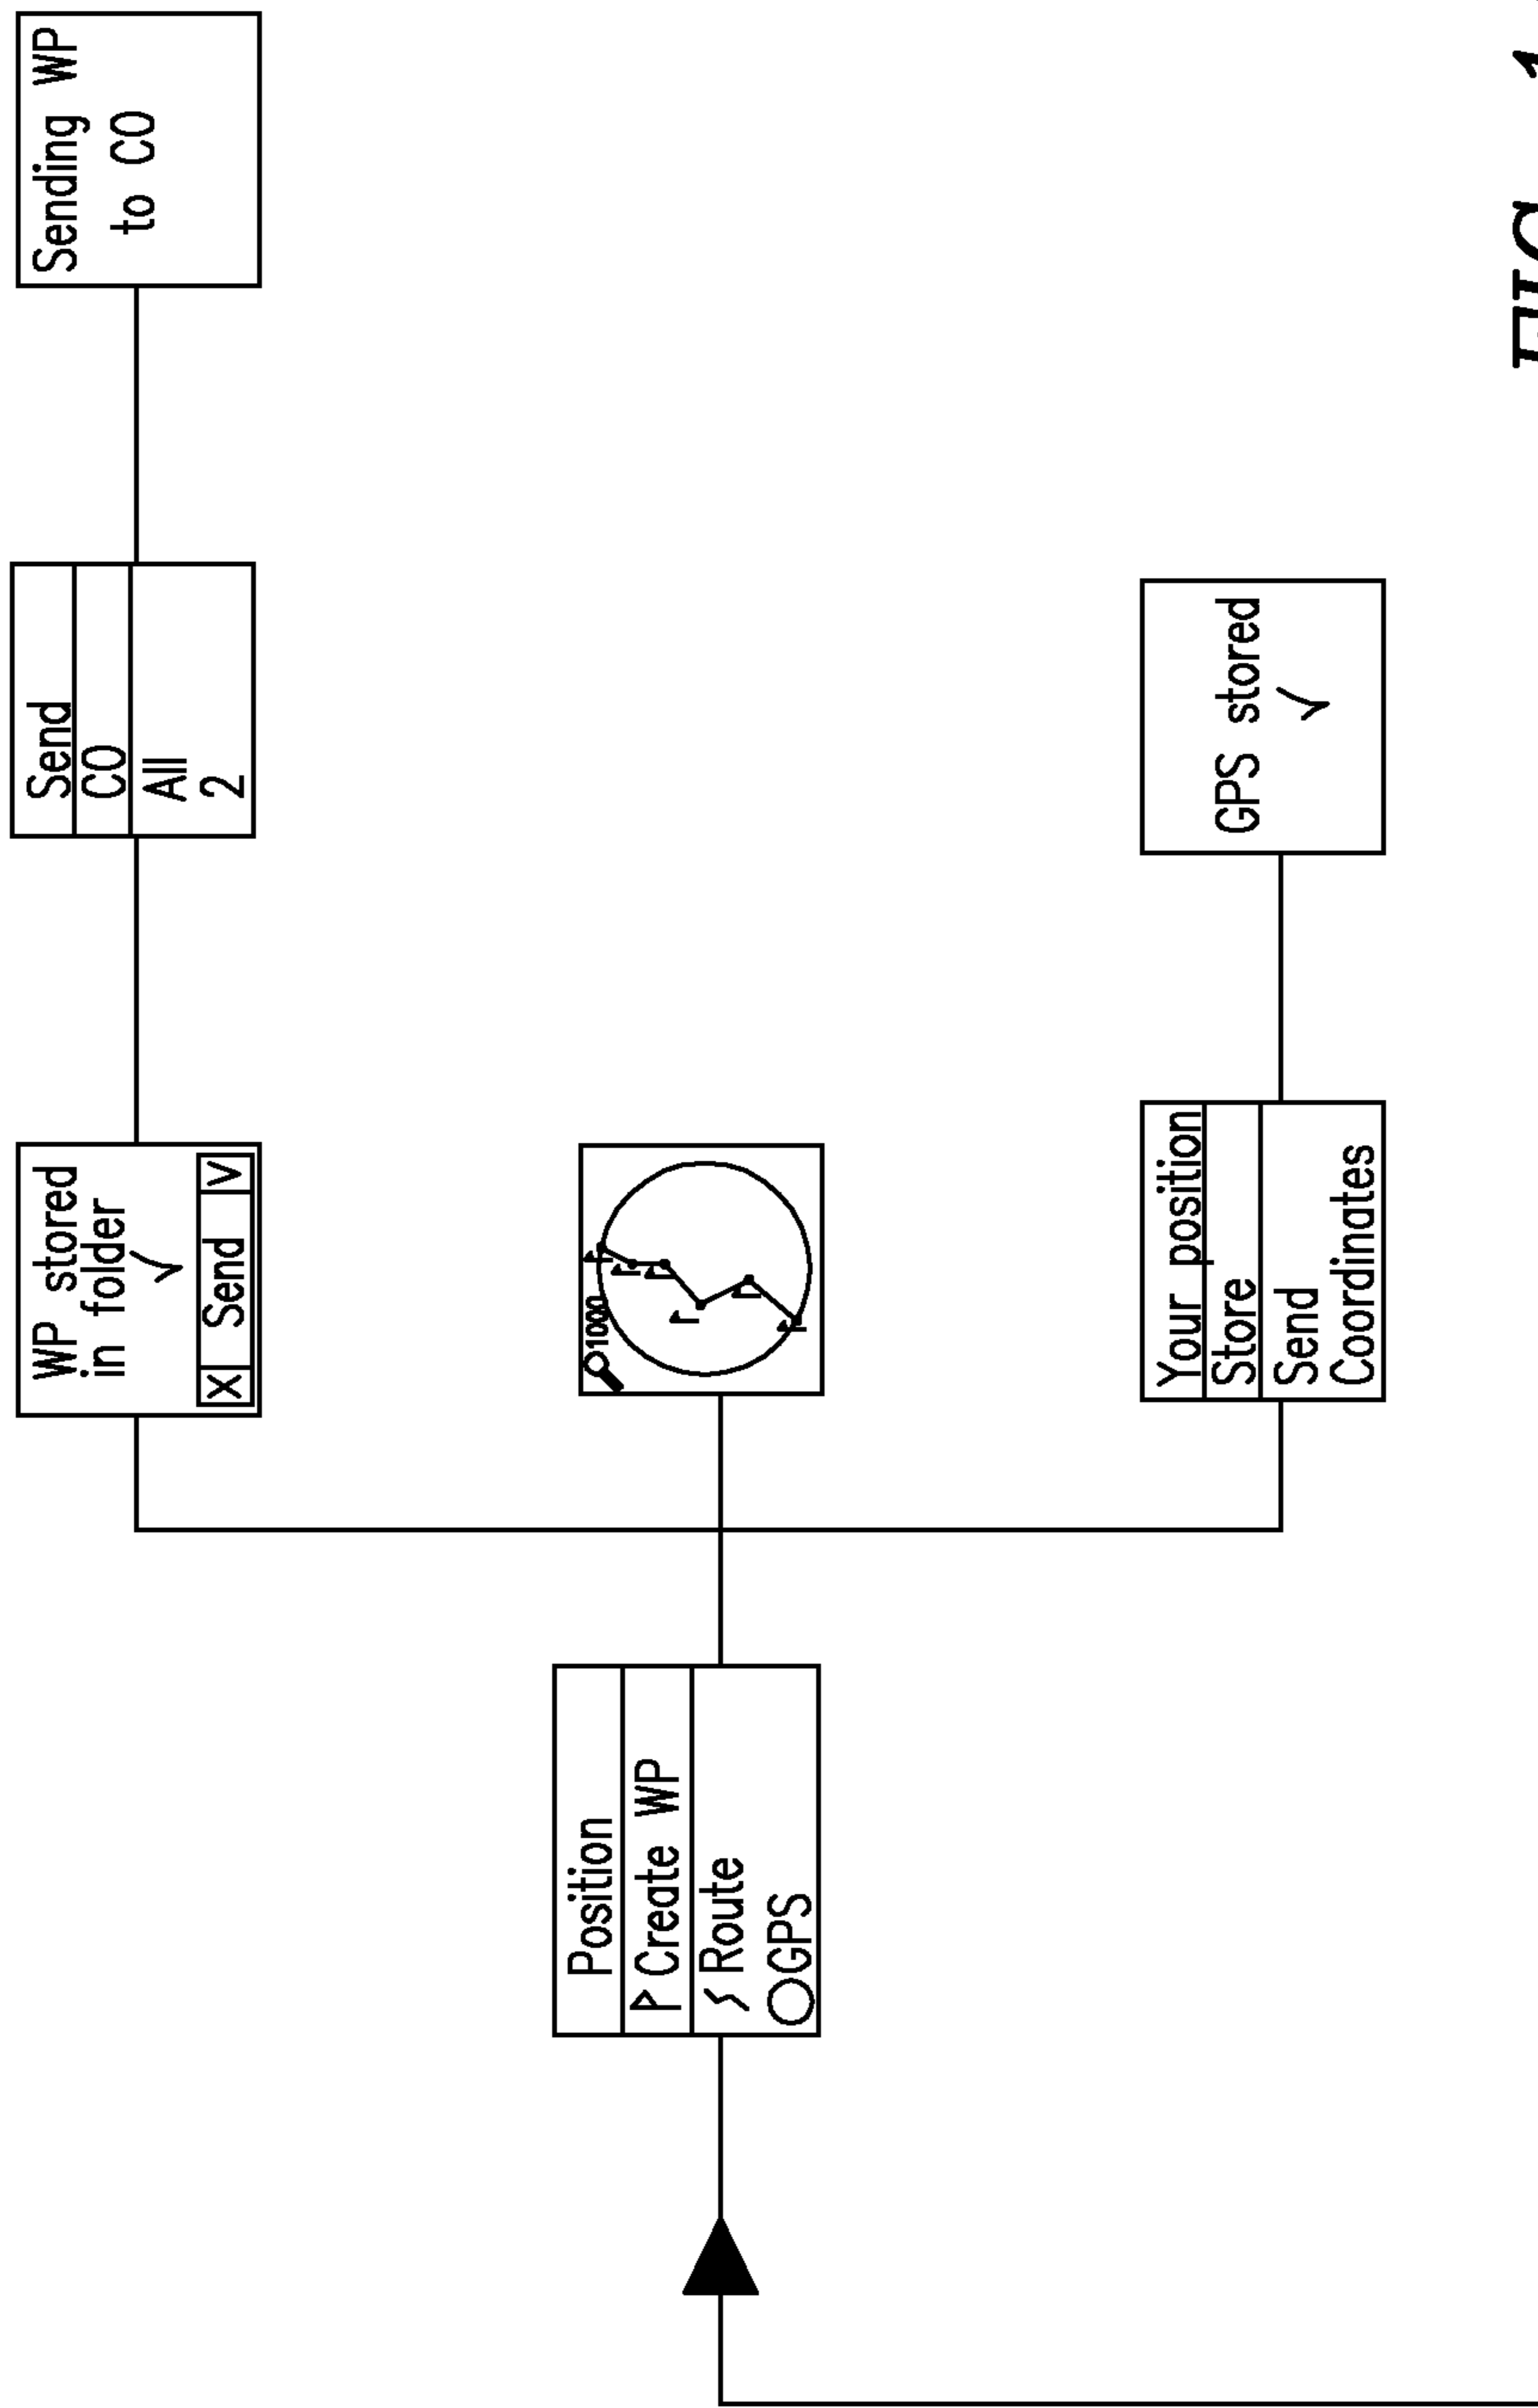 Position
Create WP
Route
GPS
WP stored
in folder
X Send V
Send
CO
All
2
Sending WP
to CO
1000
Your position
Store
Send
Coordinates
GPS stored